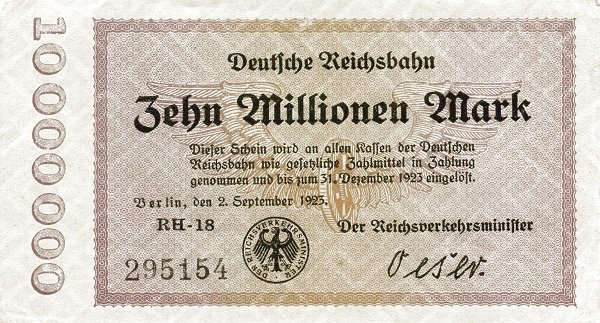 10000000
Deutsche Reichsbahn
Zehn Millionen Mark
Dieser Schein wird an allen Kassen der Deutschen
Reichsbahn wie gesetzliche Zahlmittel in Zahlung
genommen und bis zum 31. Dezember 1923 eingelöst.
Berlin, den 2. September 1923.
RH-18
Der Reichsverkehrsminister
DER REICHSVERKEHRSMINISTER
295154
Oeser.